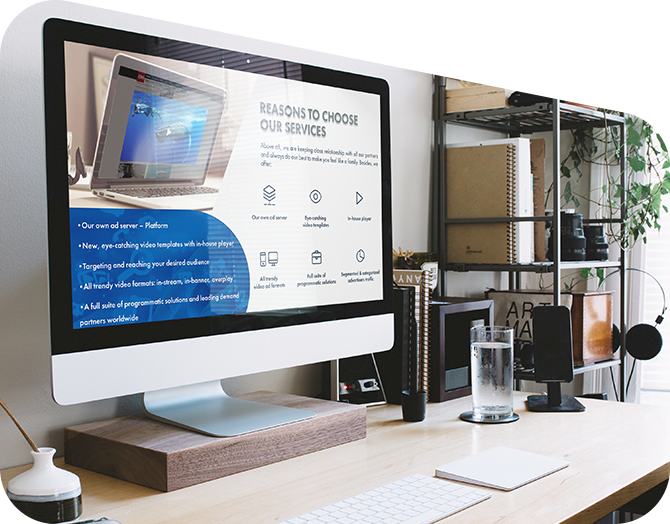 REASONS TO CHOOSE
OUR SERVICES
Above all, we are keeping close relationship with all our partners
and always do our best to make you feel like a family. Besides, we
offer:
Our own ad server
Eye-catching
video templates
In-house player
All trendy
video ad formats
Full suite of
programmatic solutions
Segmented & categorized
advertisers traffic
•Our own ad server – Platform
•New, eye-catching video templates with in-house player
•Targeting and reaching your desired audience
•All trendy video formats: in-stream, in-banner, overplay
•A full suite of programmatic solutions and leading demand
partners worldwide
ART